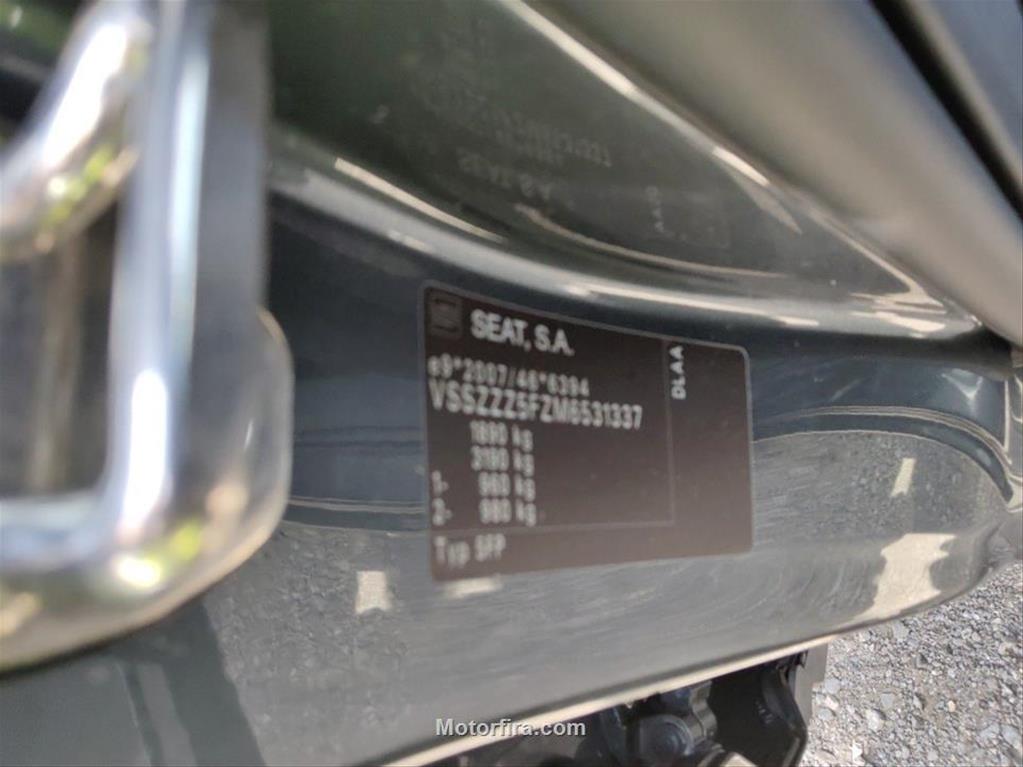 SEAT, S.A.
e9*2007/46*6394
VSSZZZ5FZM6531337
1890 kg
3180 kg
1- 960 kg
2- 980 kg
Typ 5FP
DLAA
Motorfira.com